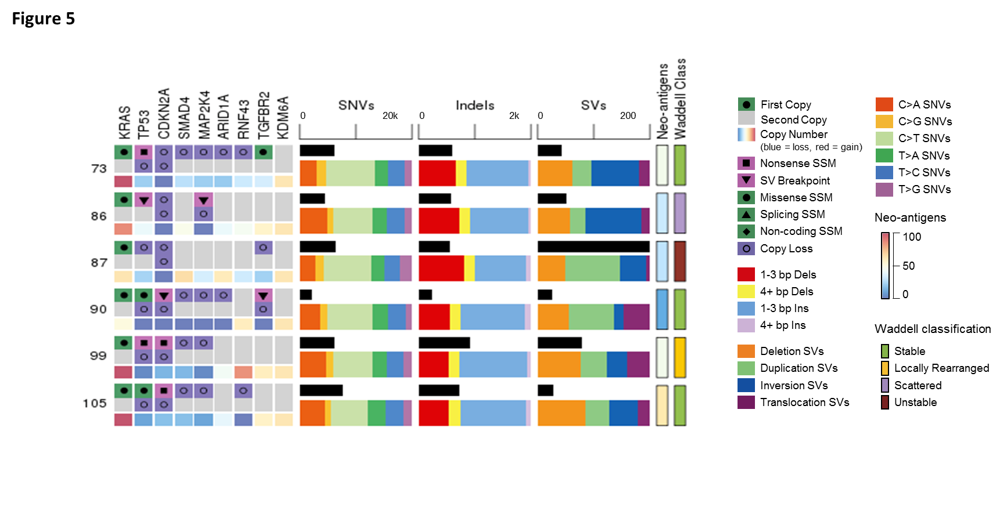 Figure 5
KRAS
TP53
CDKN2A
SMAD4
MAP2K4
ARID1A
RNF43
TGFBR2
KDM6A
SNVs
0 20k
Indels
0 2k
SVs
0 200
Neo-antigens
Waddell Class
73
86
87
90
99
105
First Copy
Second Copy
Copy Number
(blue = loss, red = gain)
Nonsense SSM
SV Breakpoint
Missense SSM
Splicing SSM
Non-coding SSM
Copy Loss
1-3 bp Dels
4+ bp Dels
1-3 bp Ins
4+ bp Ins
Deletion SVs
Duplication SVs
Inversion SVs
Translocation SVs
C>A SNVs
C>G SNVs
C>T SNVs
T>A SNVs
T>C SNVs
T>G SNVs
Neo-antigens
100
50
0
Waddell classification
Stable
Locally Rearranged
Scattered
Unstable